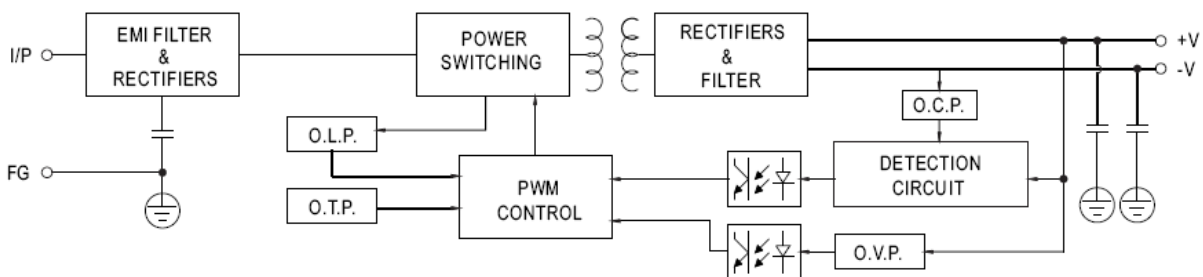 I/P
EMI FILTER
&
RECTIFIERS
POWER
SWITCHING
RECTIFIERS
&
FILTER
+V
-V
O.C.P.
O.L.P.
FG
O.T.P.
PWM
CONTROL
DETECTION
CIRCUIT
O.V.P.